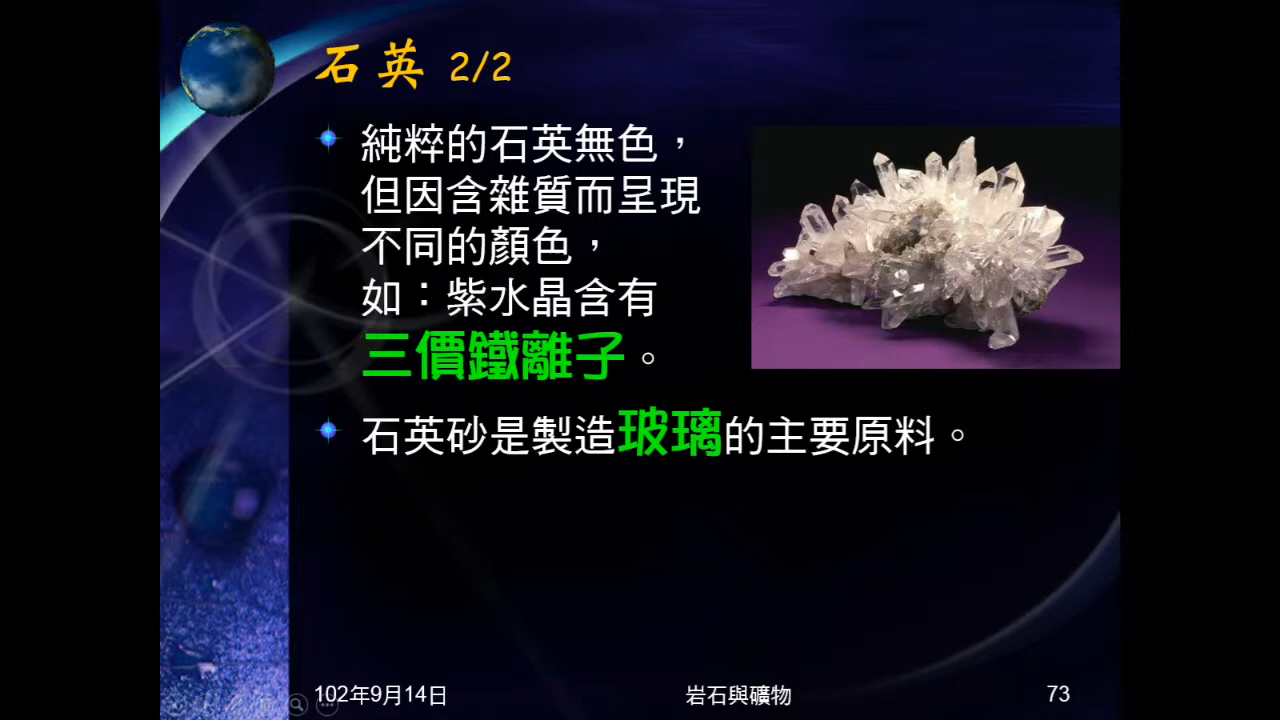 石英 2/2
純粹的石英無色，
但因含雜質而呈現
不同的顏色，
如：紫水晶含有
三價鐵離子。
石英砂是製造玻璃的主要原料。
102年9月14日
岩石與礦物
73